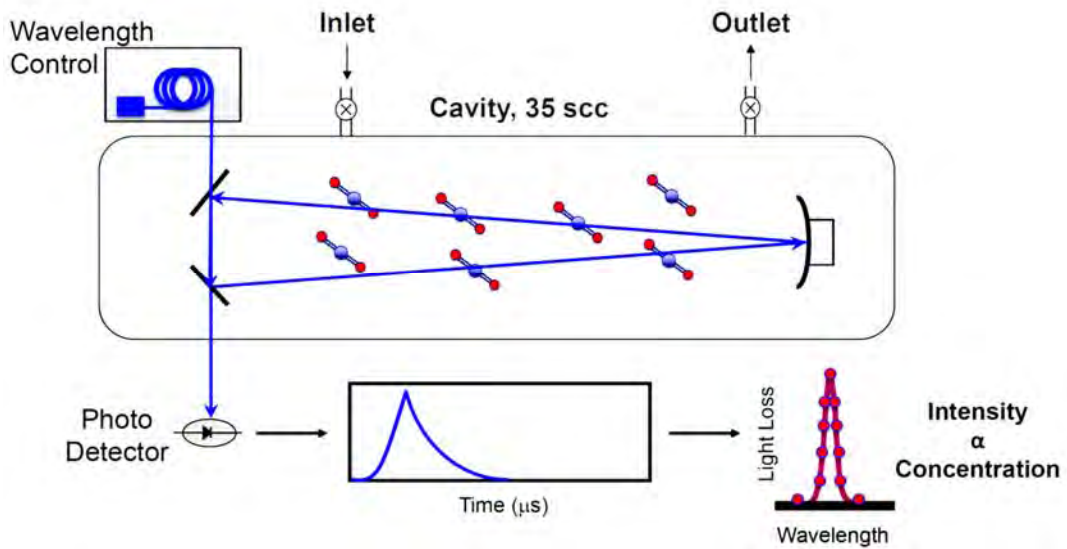 Wavelength
Control
Inlet
Outlet
Cavity, 35 scc
Photo
Detector
Time (μs)
Light Loss
Wavelength
Intensity
α
Concentration